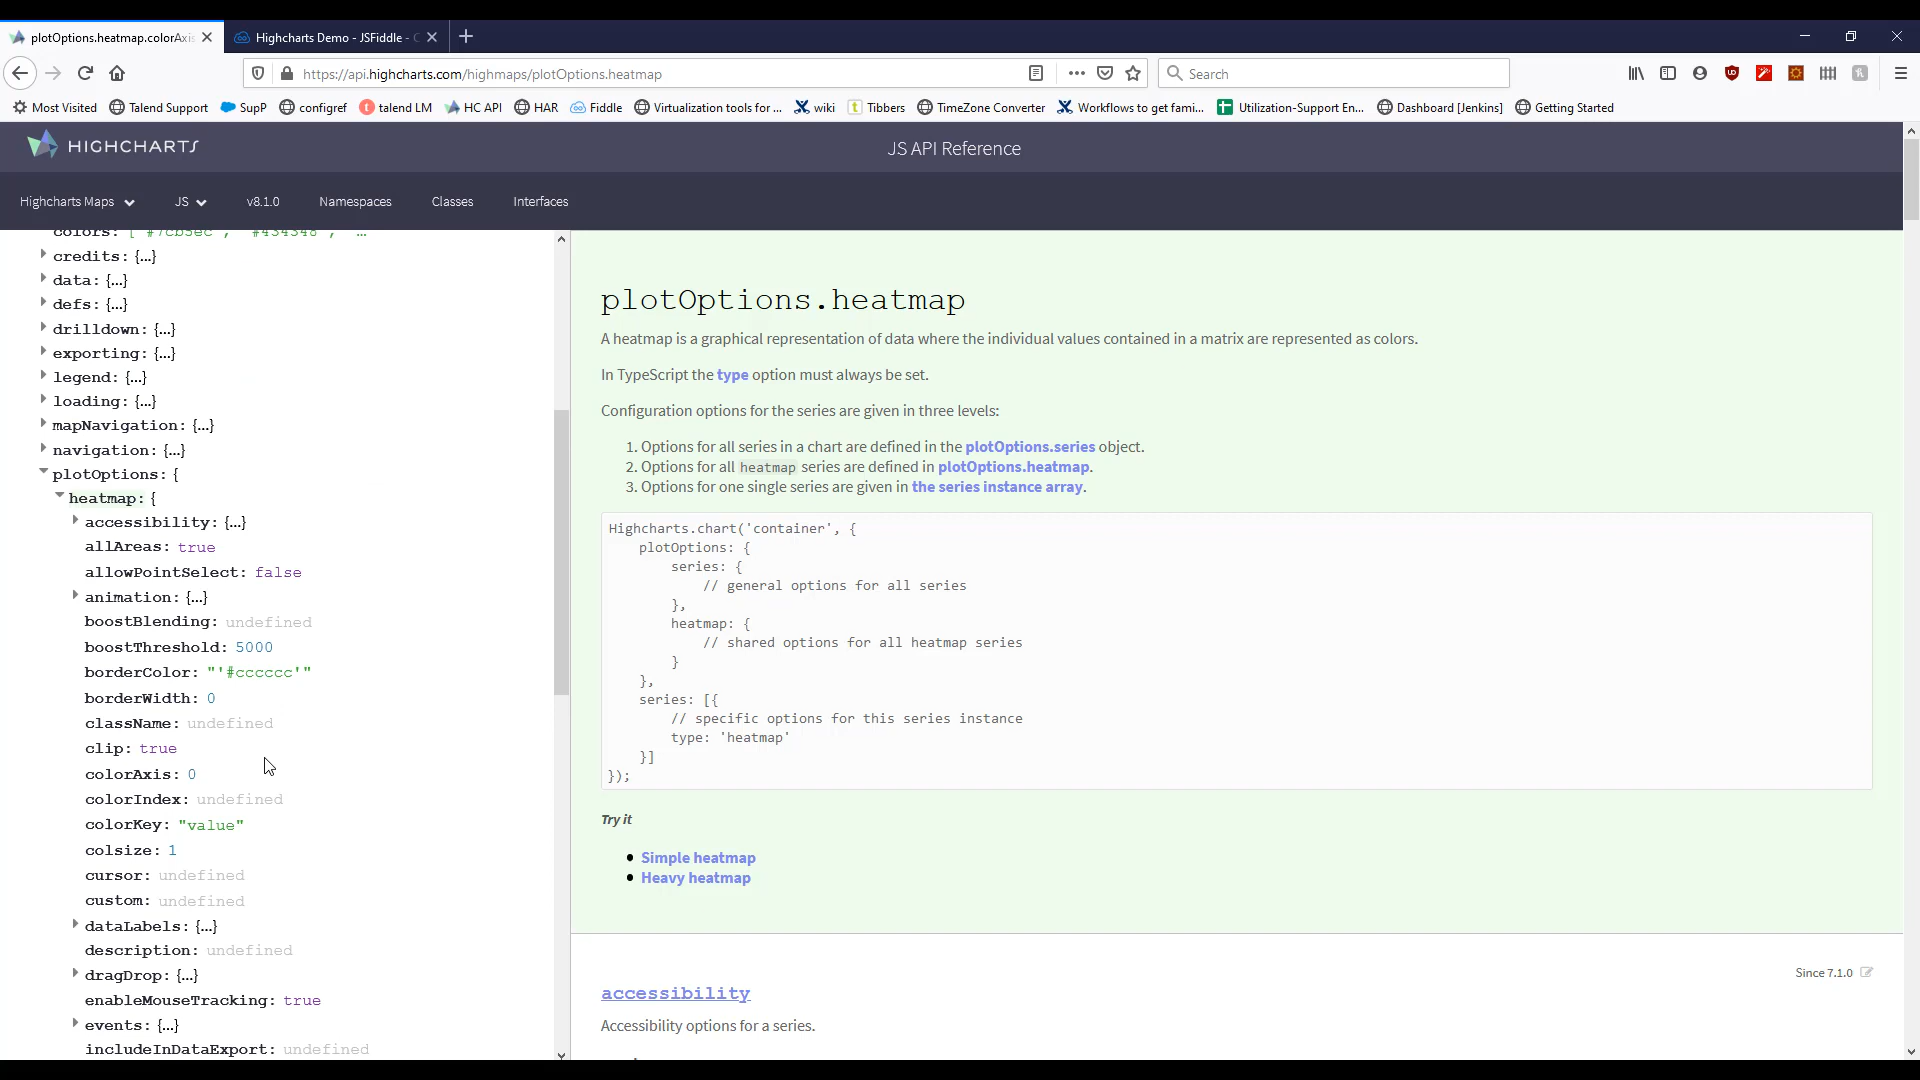 plotOptions.heatmap.colorAxis
Highcharts Demo - JSFiddle - C
https://api.highcharts.com/highmaps/plotOptions.heatmap
Search
Most Visited
Talend Support
SupP
configref
talend LM
HC API
HAR
Fiddle
Virtualization tools for ...
wiki
Tibbers
TimeZone Converter
Workflows to get fami...
Utilization-Support En...
Dashboard [Jenkins]
Getting Started
HIGHCHARTS
JS API Reference
Highcharts Maps
JS
v8.1.0
Namespaces
Classes
Interfaces
colors: [ "#7cb5ec", "#434348", …
credits: {...}
data: {...}
defs: {...}
drilldown: {...}
exporting: {...}
legend: {...}
loading: {...}
mapNavigation: {...}
navigation: {...}
plotOptions: {
heatmap: {
accessibility: {...}
allAreas: true
allowPointSelect: false
animation: {...}
boostBlending: undefined
boostThreshold: 5000
borderColor: "'#cccccc'"
borderWidth: 0
className: undefined
clip: true
colorAxis: 0
colorIndex: undefined
colorKey: "value"
colsize: 1
cursor: undefined
custom: undefined
dataLabels: {...}
description: undefined
dragDrop: {...}
enableMouseTracking: true
events: {...}
includeInDataExport: undefined
plotOptions.heatmap
A heatmap is a graphical representation of data where the individual values contained in a matrix are represented as colors.
In TypeScript the type option must always be set.
Configuration options for the series are given in three levels:
1. Options for all series in a chart are defined in the plotOptions.series object.
2. Options for all heatmap series are defined in plotOptions.heatmap.
3. Options for one single series are given in the series instance array.
Highcharts.chart('container', {
plotOptions: {
series: {
// general options for all series
},
heatmap: {
// shared options for all heatmap series
}
},
series: [{
// specific options for this series instance
type: 'heatmap'
}]
});
Try it
Simple heatmap
Heavy heatmap
Since 7.1.0
accessibility
Accessibility options for a series.